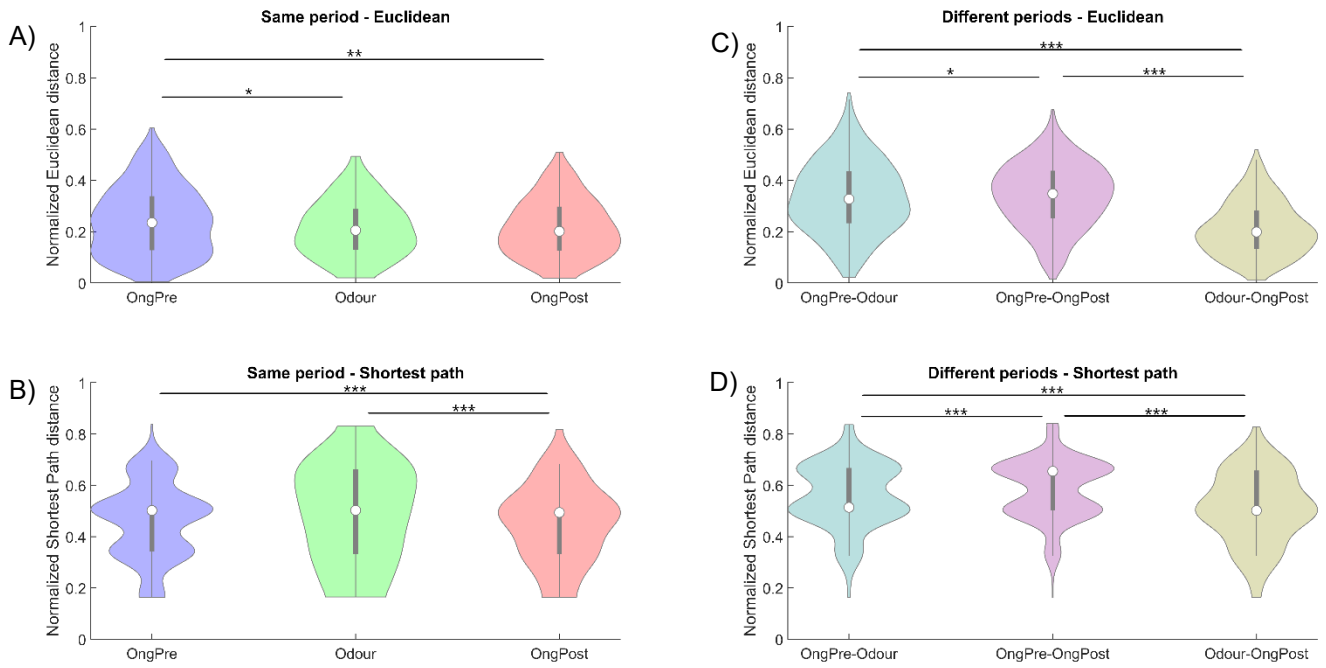 A)
Same period - Euclidean
Normalized Euclidean distance
1
0.8
0.6
0.4
0.2
0
**
*
OngPre
Odour
OngPost
C)
Different periods - Euclidean
Normalized Euclidean distance
1
0.8
0.6
0.4
0.2
0
***
*
***
OngPre-Odour
OngPre-OngPost
Odour-OngPost
B)
Same period - Shortest path
Normalized Shortest Path distance
1
0.8
0.6
0.4
0.2
0
***
***
OngPre
Odour
OngPost
D)
Different periods - Shortest path
Normalized Shortest Path distance
1
0.8
0.6
0.4
0.2
0
***
***
***
OngPre-Odour
OngPre-OngPost
Odour-OngPost